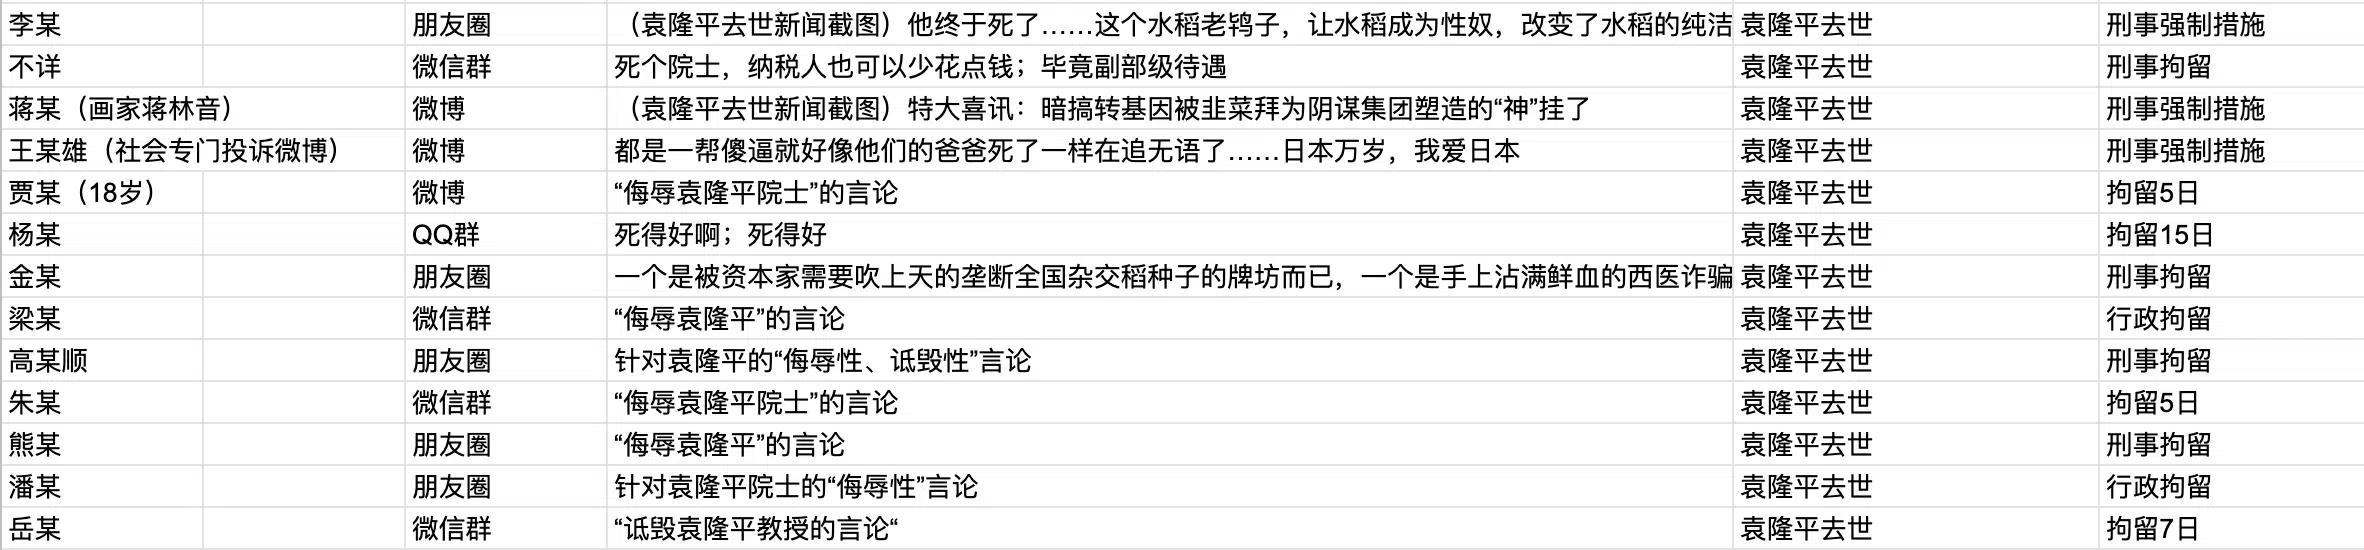 李某 朋友圈 （袁隆平去世新闻截图）他终于死了……这个水稻老鸨子，让水稻成为性奴，改变了水稻的纯洁 袁隆平去世 刑事强制措施
不详 微信群 死个院士，纳税人也可以少花点钱；毕竟副部级待遇 袁隆平去世 刑事拘留
蒋某（画家蒋林音） 微博 （袁隆平去世新闻截图）特大喜讯：暗搞转基因被韭菜拜为阴谋集团塑造的“神”挂了 袁隆平去世 刑事强制措施
王某雄（社会专门投诉微博） 微博 都是一帮傻逼就好像他们的爸爸死了一样在追无语了……日本万岁，我爱日本 袁隆平去世 刑事强制措施
贾某（18岁） 微博 “侮辱袁隆平院士”的言论 袁隆平去世 拘留5日
杨某 QQ群 死得好啊；死得好 袁隆平去世 拘留15日
金某 朋友圈 一个是被资本家需要吹上天的垄断全国杂交稻种子的牌坊而已，一个是手上沾满鲜血的西医诈骗 袁隆平去世 刑事拘留
梁某 微信群 “侮辱袁隆平”的言论 袁隆平去世 行政拘留
高某顺 朋友圈 针对袁隆平的“侮辱性、诋毁性”言论 袁隆平去世 刑事拘留
朱某 微信群 “侮辱袁隆平院士”的言论 袁隆平去世 拘留5日
熊某 朋友圈 “侮辱袁隆平”的言论 袁隆平去世 刑事拘留
潘某 朋友圈 针对袁隆平院士的“侮辱性”言论 袁隆平去世 行政拘留
岳某 微信群 “诋毁袁隆平教授的言论“ 袁隆平去世 拘留7日